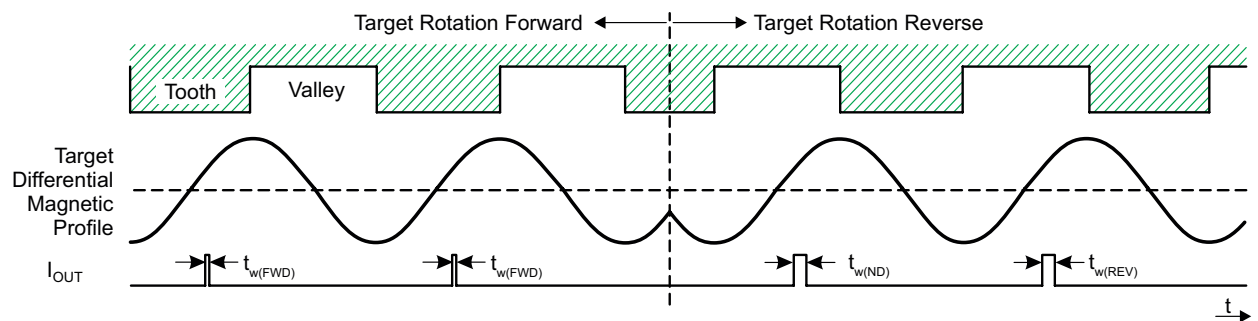 Target Rotation Forward
Target Rotation Reverse
Tooth
Valley
Target
Differential
Magnetic
Profile
I_OUT
t_w(FWD)
t_w(FWD)
t_w(ND)
t_w(REV)
t